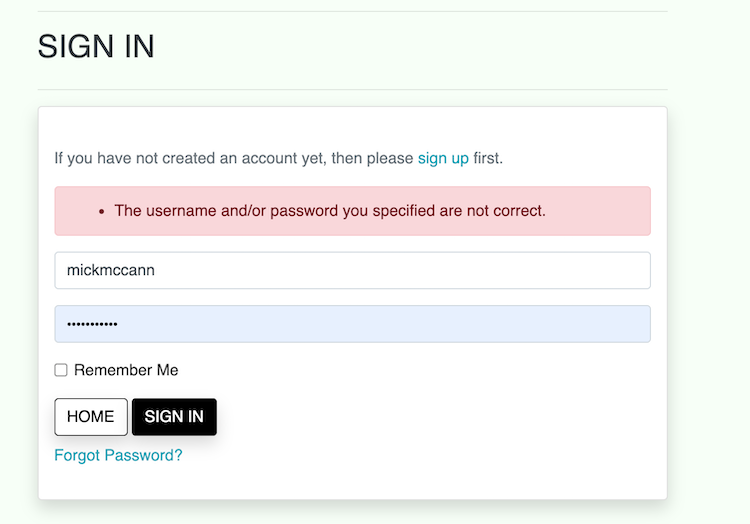 SIGN IN
If you have not created an account yet, then please sign up first.
• The username and/or password you specified are not correct.
mickmccann
•••••••••••
Remember Me
HOME SIGN IN
Forgot Password?